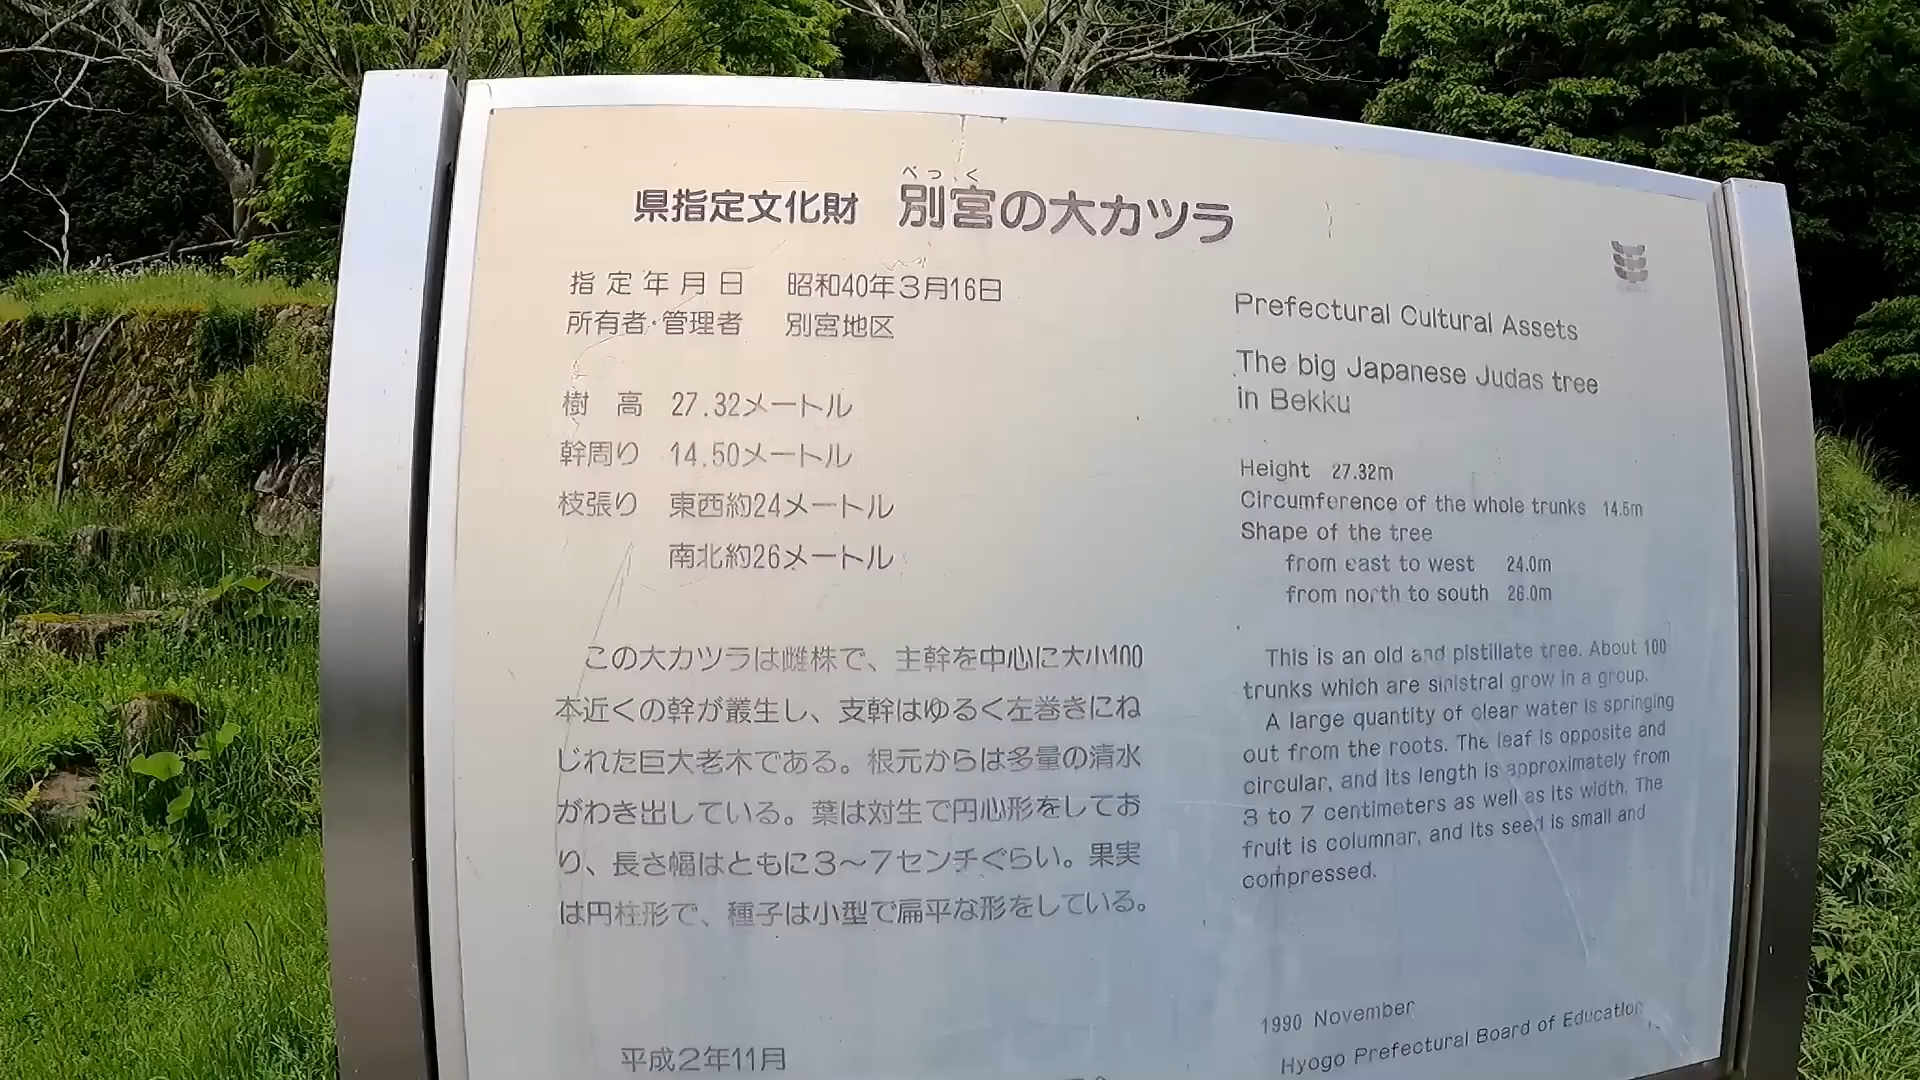 べっく
県指定文化財 別宮の大カツラ
指定年月日 昭和40年3月16日
所有者・管理者 別宮地区
樹 高 27.32メートル
幹周り 14.50メートル
枝張り 東西約24メートル
南北約26メートル
この大カツラは雌株で、主幹を中心に大小100
本近くの幹が叢生し、支幹はゆるく左巻きにね
じれた巨大老木である。根元からは多量の清水
がわき出している。葉は対生で円心形をしてお
り、長さ幅はともに3〜7センチぐらい。果実
は円柱形で、種子は小型で扁平な形をしている。
平成2年11月
Prefectural Cultural Assets
The big Japanese Judas tree
in Bekku
Height 27.32m
Circumference of the whole trunks 14.5m
Shape of the tree
from east to west 24.0m
from north to south 26.0m
This is an old and pistillate tree. About 100
trunks which are sinistral grow in a group.
A large quantity of clear water is springing
out from the roots. The leaf is opposite and
circular, and its length is approximately from
3 to 7 centimeters as well as its width. The
fruit is columnar, and its seed is small and
compressed.
1990 November
Hyogo Prefectural Board of Education